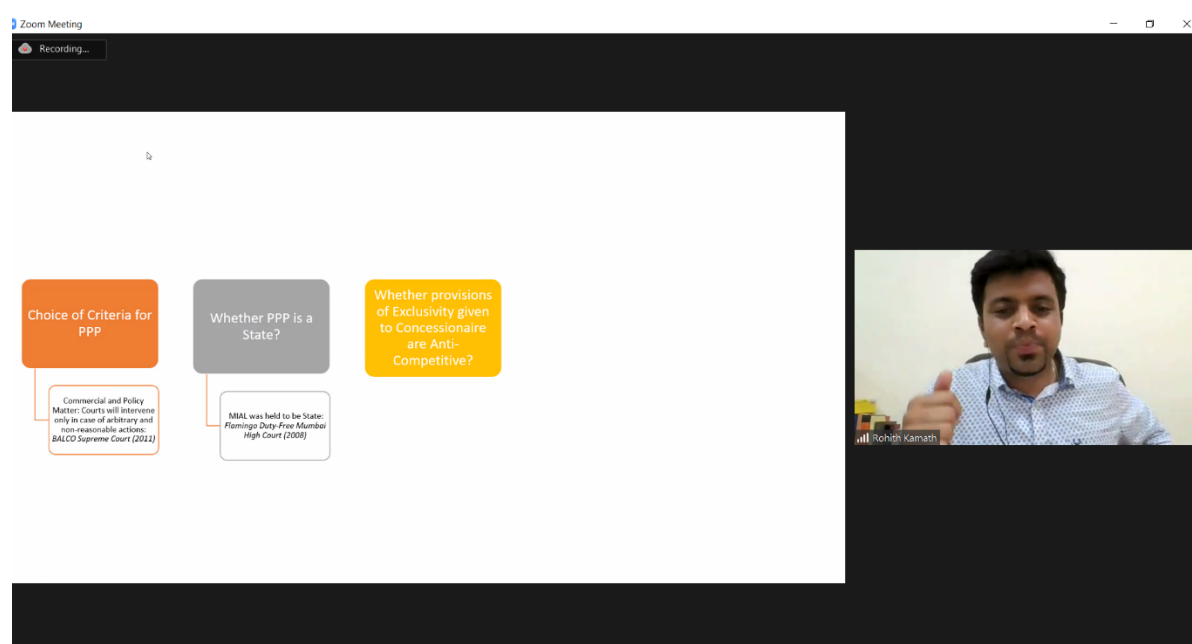 Zoom Meeting
Recording...
Choice of Criteria for
PPP
Commercial and Policy
Matter: Courts will intervene
only in case of arbitrary and
non-reasonable actions:
BALCO Supreme Court (2011)
Whether PPP is a
State?
MIAL was held to be State:
Flamingo Duty-Free Mumbai
High Court (2008)
Whether provisions
of Exclusivity given
to Concessionaire
are Anti-
Competitive?
Rohith Kamath